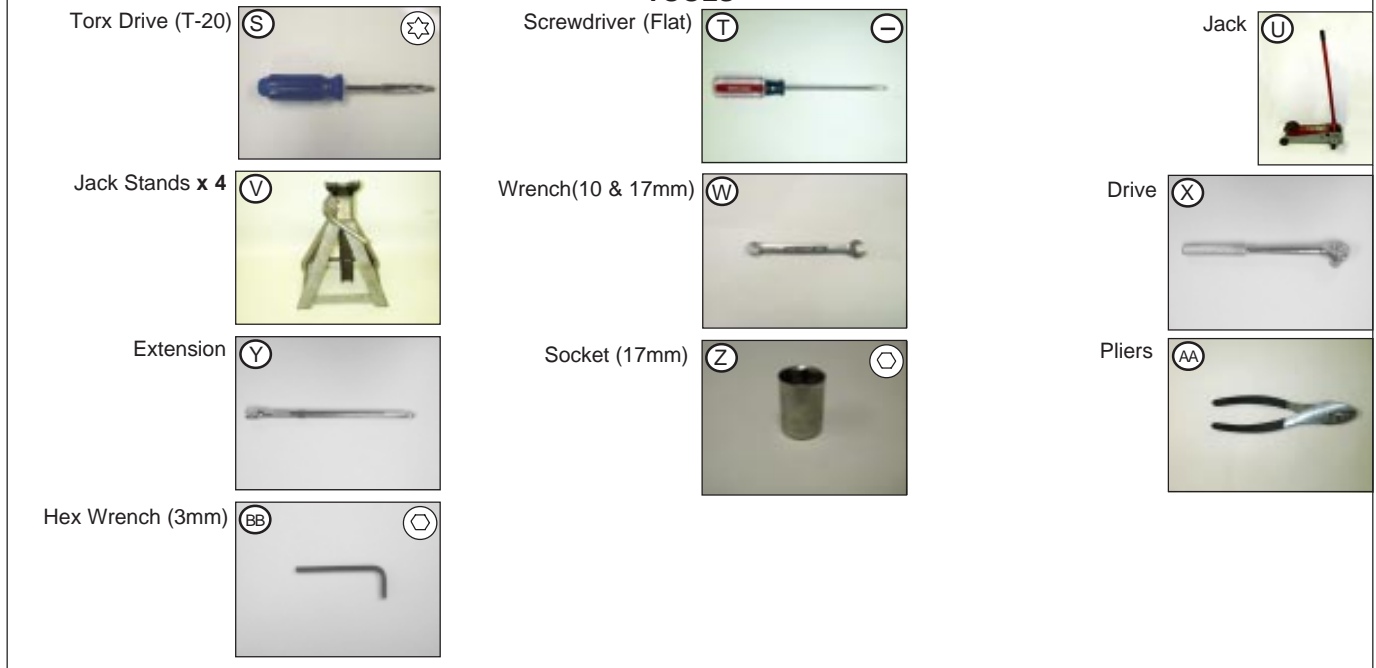 Torx Drive (T-20) S
Screwdriver (Flat) T
Jack U
Jack Stands x 4 V
Wrench(10 & 17mm) W
Drive X
Extension Y
Socket (17mm) Z
Pliers AA
Hex Wrench (3mm) BB